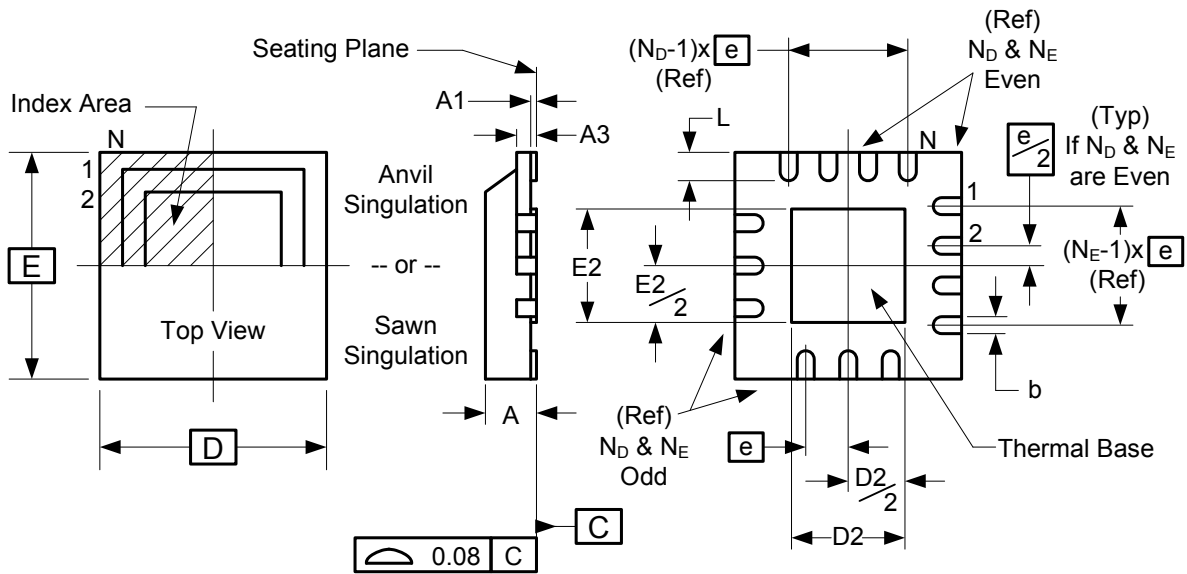 Seating Plane
Index Area
A1
A3
N
1
2
Anvil
Singulation
-- or --
Sawn
Singulation
E
Top View
D
A
C
0.08 C
(N_D-1)x e
(Ref)
(Ref)
N_D & N_E
Even
L
N
e/2
(Typ)
If N_D & N_E
are Even
1
2
(N_E-1)x e
(Ref)
E2
E2/2
b
(Ref)
N_D & N_E
Odd
e
Thermal Base
D2/2
D2